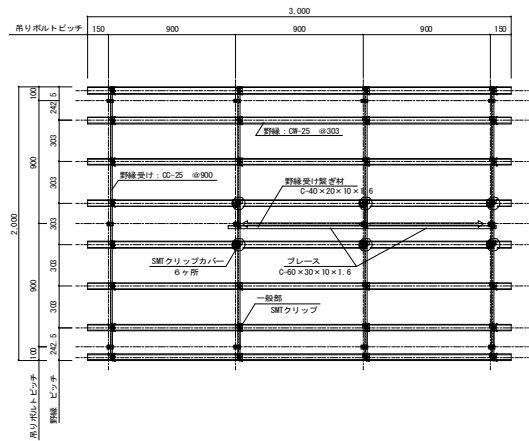 3,000
吊りボルトピッチ 150 900 900 900 150
100 242.5
野縁：CW-25 @303
303
900 303
野縁受け：CC-25 @900
野縁受け繋ぎ材
C-40×20×10×1.6
2,000
303
SMTクリップカバー
6ヶ所
ブレース
C-60×30×10×1.6
303
900 303
一般部
SMTクリップ
100 242.5
吊りボルトピッチ
野縁 ピッチ